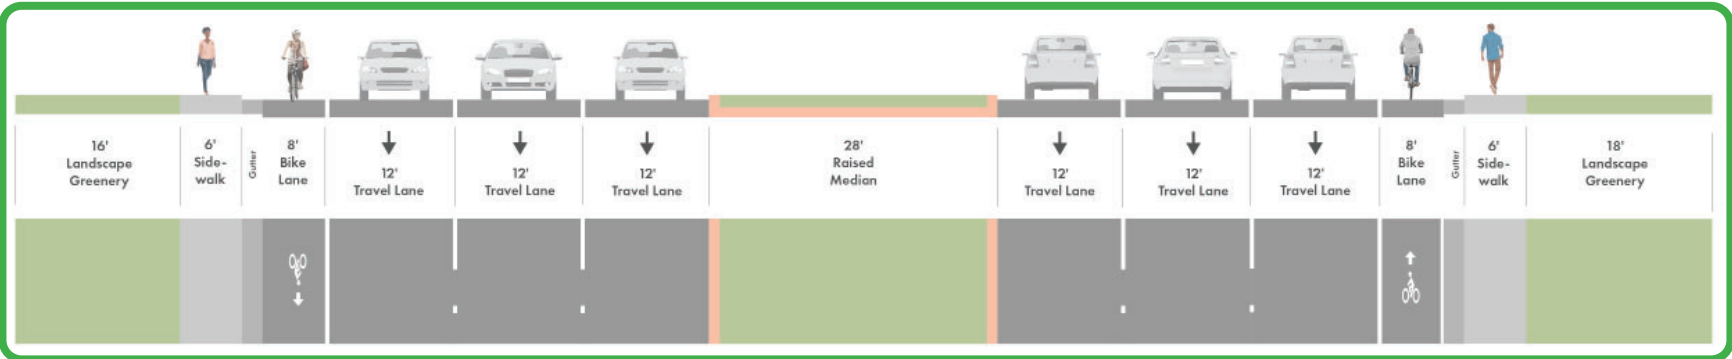 16'
Landscape
Greenery
6'
Side-
walk
Gutter
8'
Bike
Lane
12'
Travel Lane
12'
Travel Lane
12'
Travel Lane
28'
Raised
Median
12'
Travel Lane
12'
Travel Lane
12'
Travel Lane
8'
Bike
Lane
Gutter
6'
Side-
walk
18'
Landscape
Greenery